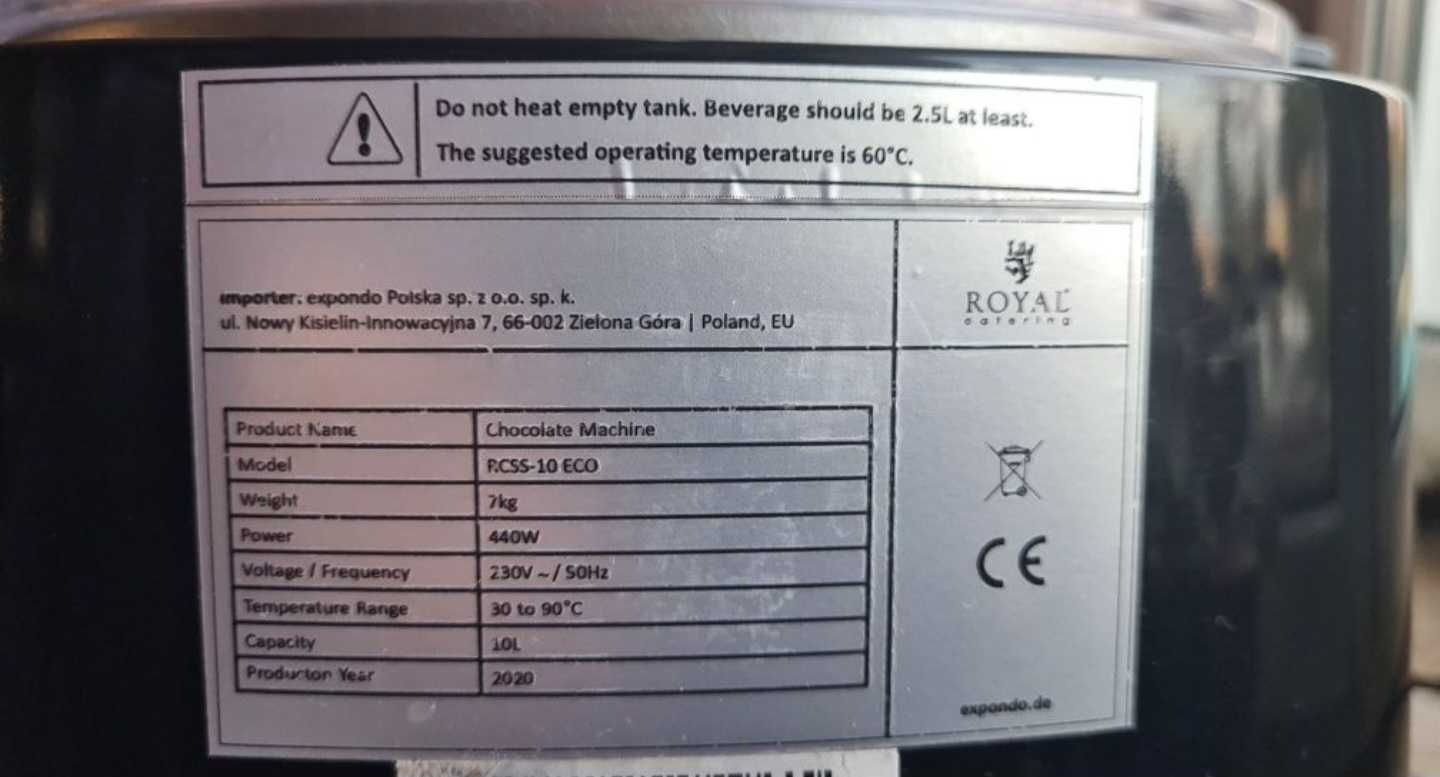 Do not heat empty tank. Beverage should be 2.5L at least.
The suggested operating temperature is 60°C.
importer: expondo Polska sp. z o.o. sp. k.
ul. Nowy Kisielin-Innowacyjna 7, 66-002 Zielona Góra | Poland, EU
ROYAL
catering
Product Name Chocolate Machine
Model RCSS-10 ECO
Weight 7kg
Power 440W
Voltage / Frequency 230V ~ / 50Hz
Temperature Range 30 to 90°C
Capacity 10L
Producton Year 2020
CE
expondo.de